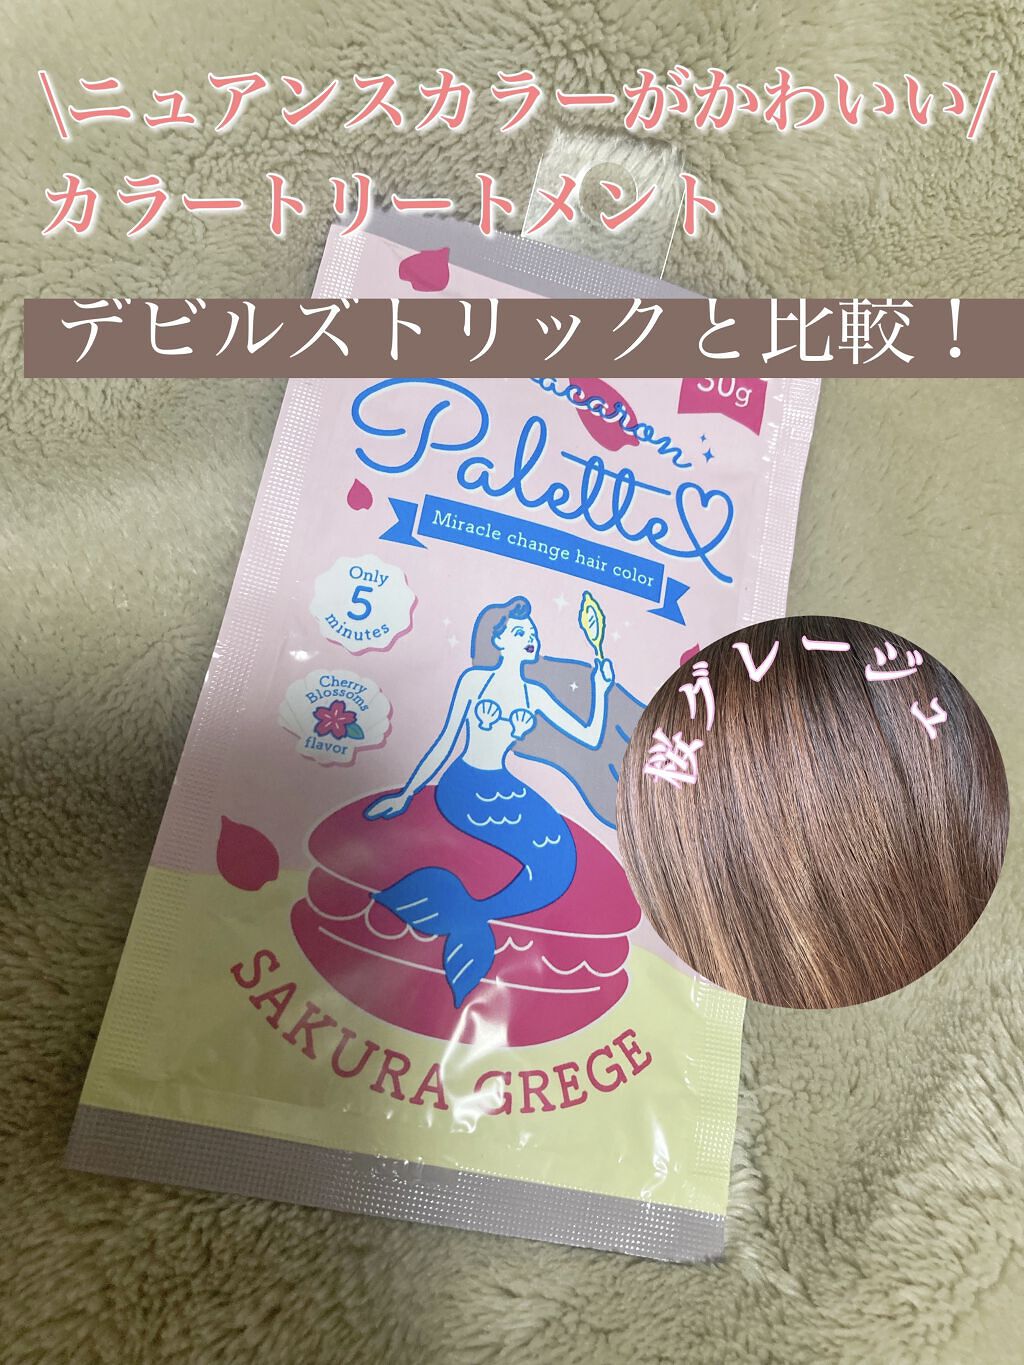 \ニュアンスカラーがかわいい/
カラートリートメント
デビルズトリックと比較！
30g
Macaron
Palette
Miracle change hair color
Only
5
minutes
Cherry
Blossoms
flavor
桜グレージュ
SAKURA GREGE